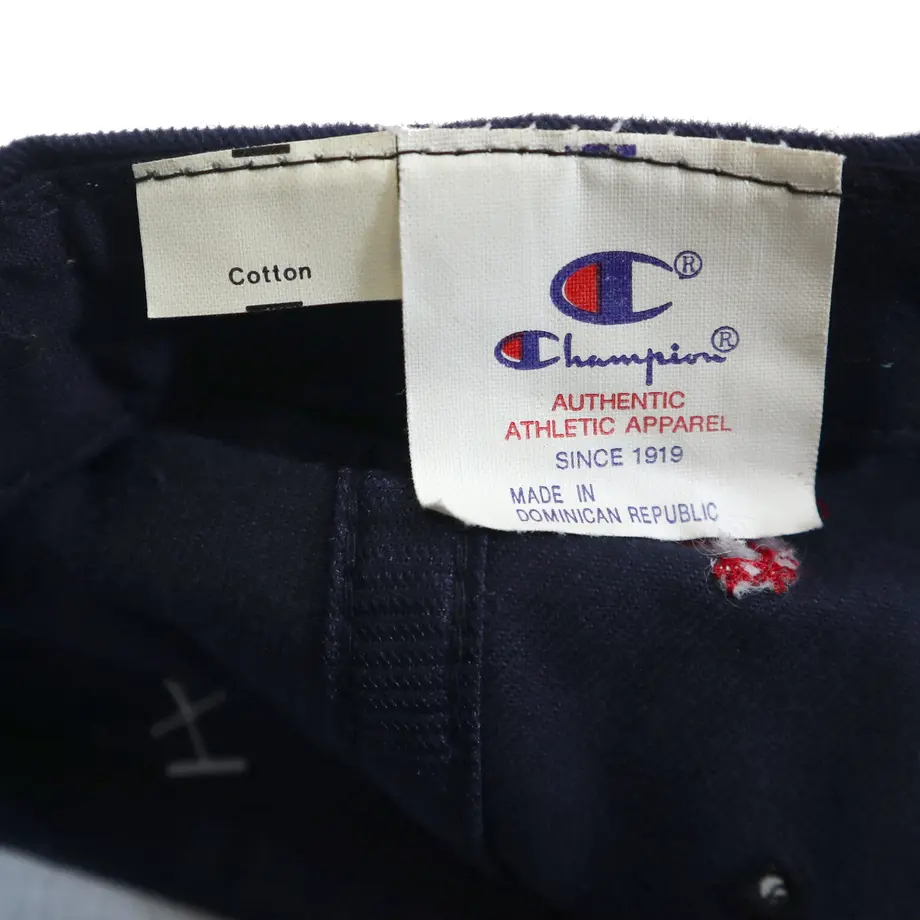 Cotton
®
Champion®
AUTHENTIC
ATHLETIC APPAREL
SINCE 1919
MADE IN
DOMINICAN REPUBLIC